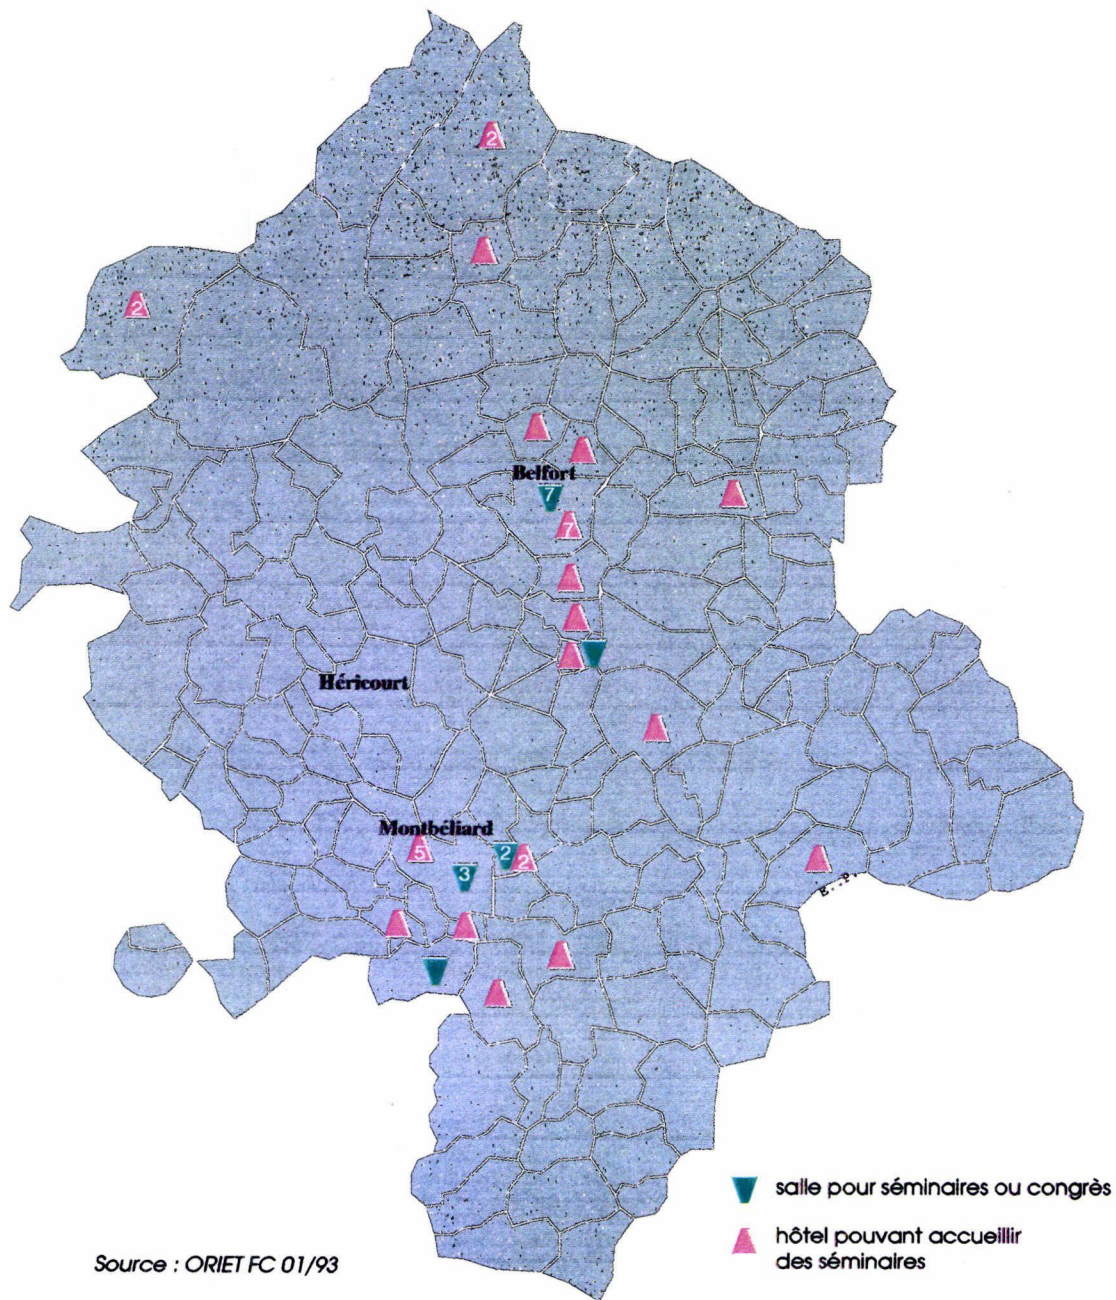 2
2
Belfort
7
7
Héricourt
Montbéliard
5
2
2
3
E..P.
salle pour séminaires ou congrès
hôtel pouvant accueillir
des séminaires
Source : ORIET FC 01/93